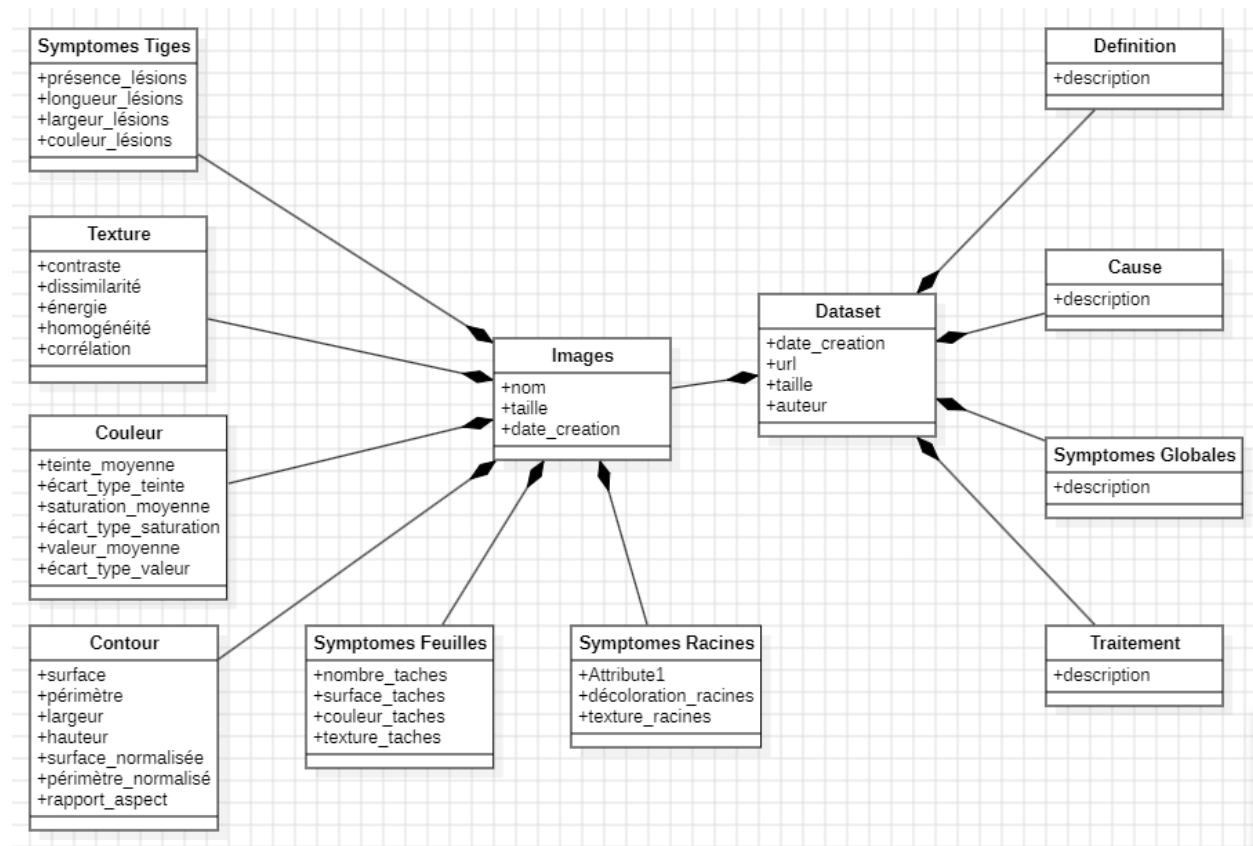 Symptomes Tiges
+présence_lésions
+longueur_lésions
+largeur_lésions
+couleur_lésions
Texture
+contraste
+dissimilarité
+énergie
+homogénéité
+corrélation
Couleur
+teinte_moyenne
+écart_type_teinte
+saturation_moyenne
+écart_type_saturation
+valeur_moyenne
+écart_type_valeur
Contour
+surface
+périmètre
+largeur
+hauteur
+surface_normalisée
+périmètre_normalisé
+rapport_aspect
Symptomes Feuilles
+nombre_taches
+surface_taches
+couleur_taches
+texture_taches
Symptomes Racines
+Attribute1
+décoloration_racines
+texture_racines
Images
+nom
+taille
+date_creation
Dataset
+date_creation
+url
+taille
+auteur
Definition
+description
Cause
+description
Symptomes Globales
+description
Traitement
+description